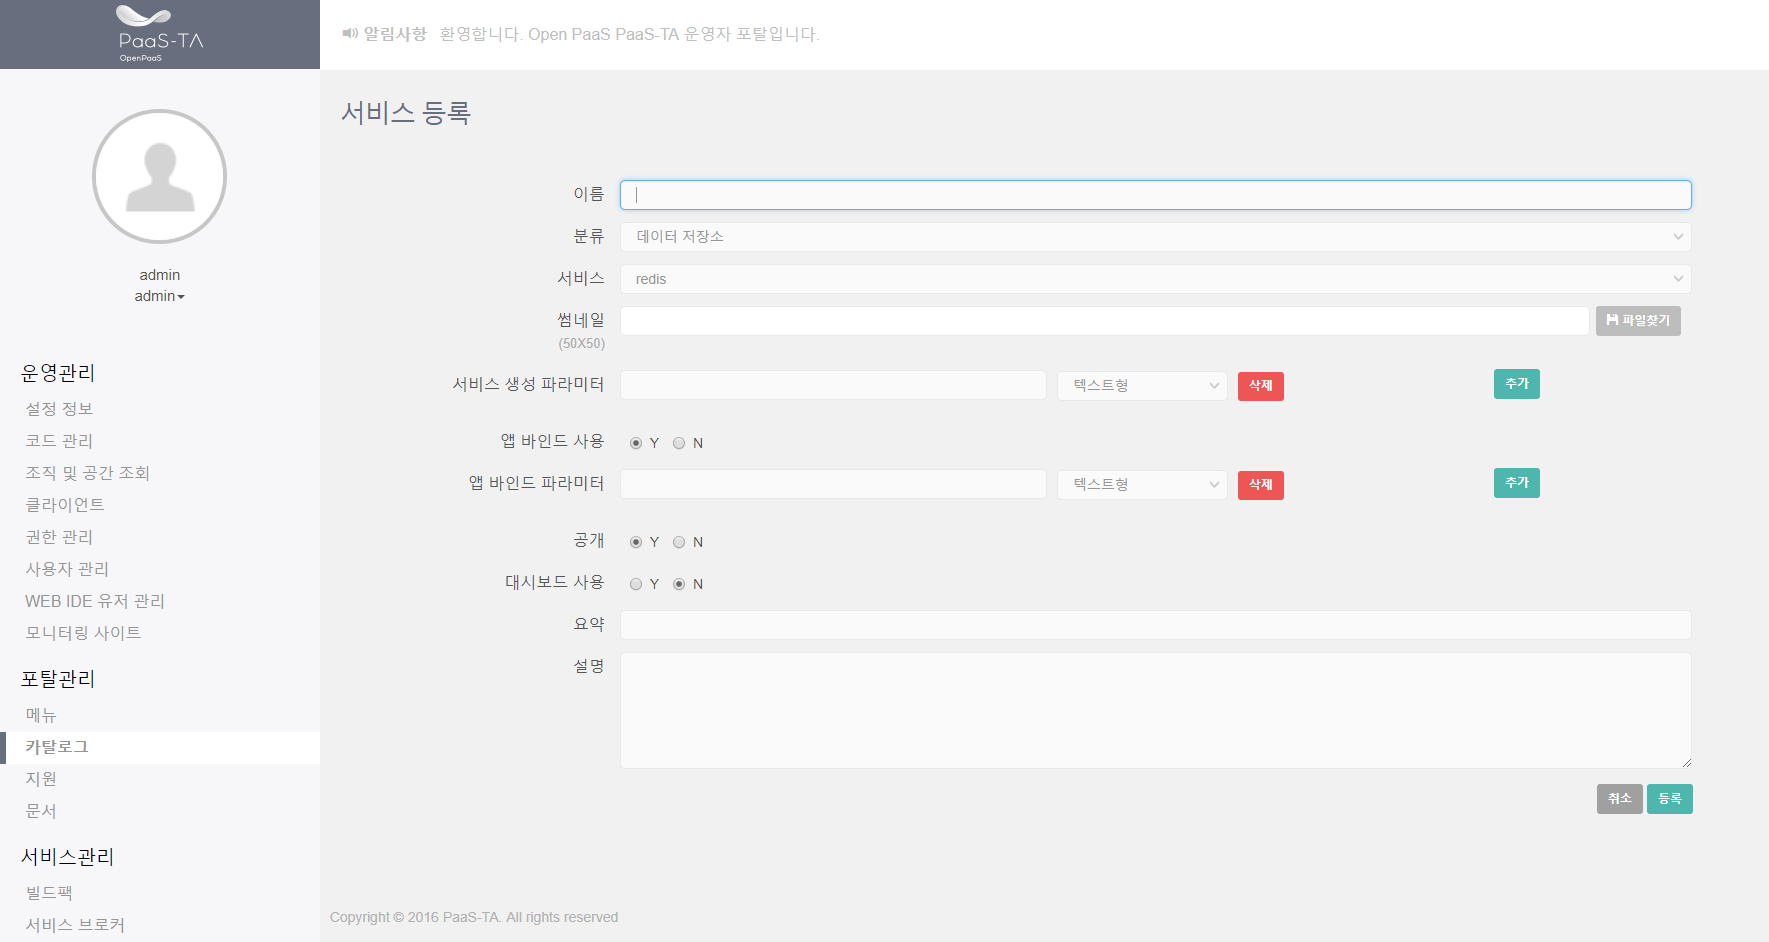 PaaS-TA
OpenPaaS
알림사항 환영합니다. Open PaaS PaaS-TA 운영자 포탈입니다.
admin
admin
운영관리
설정 정보
코드 관리
조직 및 공간 조회
클라이언트
권한 관리
사용자 관리
WEB IDE 유저 관리
모니터링 사이트
포탈관리
메뉴
카탈로그
지원
문서
서비스관리
빌드팩
서비스 브로커
서비스 등록
이름
분류 데이터 저장소
서비스 redis
썸네일 파일찾기
(50X50)
서비스 생성 파라미터 텍스트형 삭제 추가
앱 바인드 사용 Y N
앱 바인드 파라미터 텍스트형 삭제 추가
공개 Y N
대시보드 사용 Y N
요약
설명
취소 등록
Copyright © 2016 PaaS-TA. All rights reserved